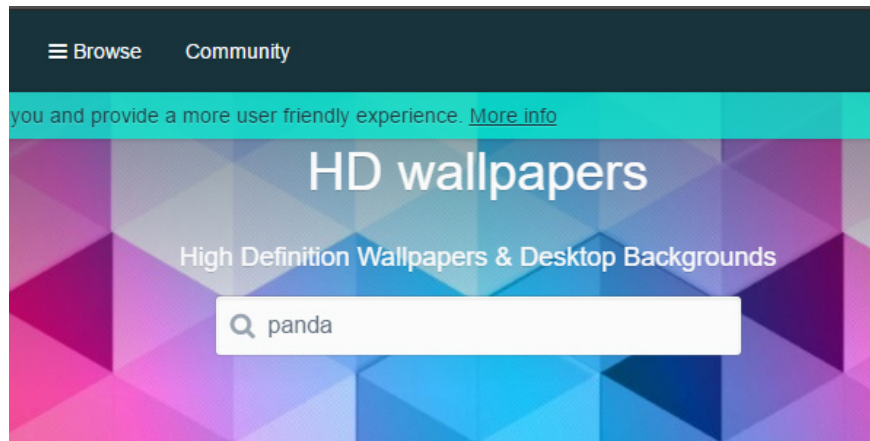 Browse Community
you and provide a more user friendly experience. More info
HD wallpapers
High Definition Wallpapers & Desktop Backgrounds
panda